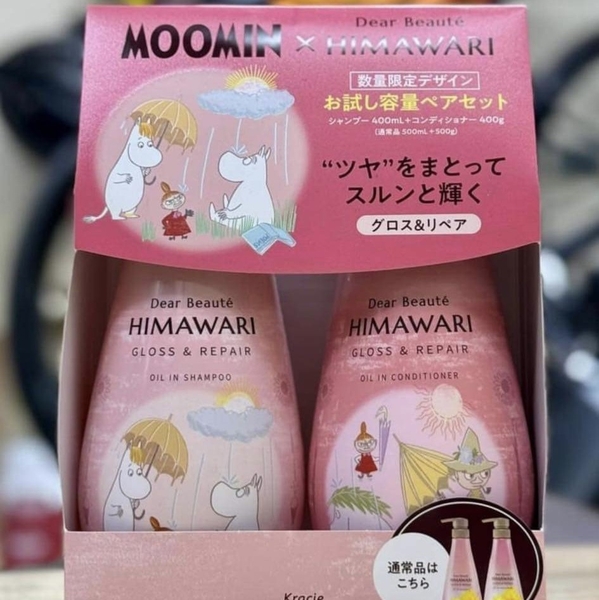 MOOMIN × Dear Beauté HIMAWARI
数量限定デザイン
お試し容量ペアセット
シャンプー 400mL+コンディショナー 400g
(通常品 500mL+500g)
“ツヤ”をまとって
スルンと輝く
グロス&リペア
Dear Beauté
HIMAWARI
GLOSS & REPAIR
OIL IN SHAMPOO
Dear Beauté
HIMAWARI
GLOSS & REPAIR
OIL IN CONDITIONER
通常品は
こちら
Dear Beauté
HIMAWARI
Kracie